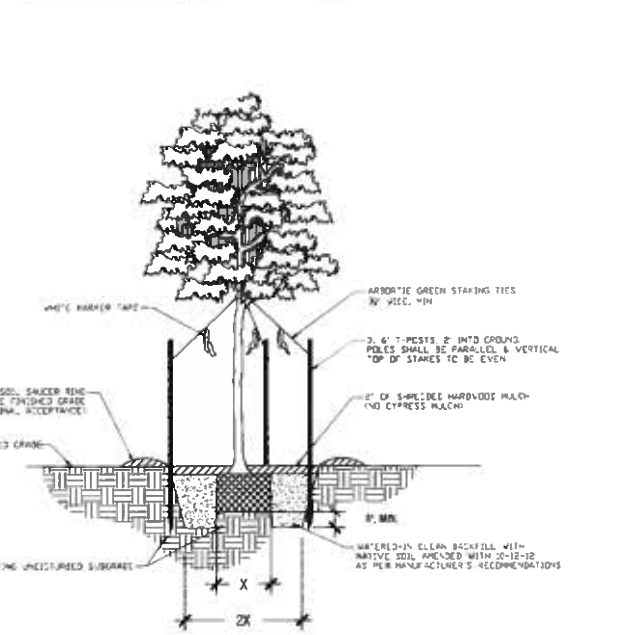 WHITE MARKER TAPE
ARBORTIE GREEN STAKING TIES
WIDE, MIN
3, 6' T-POSTS, 2' INTO GROUND.
POLES SHALL BE PARALLEL & VERTICAL
TOP OF STAKES TO BE EVEN
SOIL SAUCER RING
FINISHED GRADE
ACCEPTANCE)
2" OF SHREDDED HARDWOOD MULCH
(NO CYPRESS MULCH)
GRADE
MIN.
WATERED-IN CLEAN BACKFILL WITH
NATIVE SOIL AMENDED WITH 10-12-12
AS PER MANUFACTURER'S RECOMMENDATIONS
UNDISTURBED SUBGRADE
X
2X